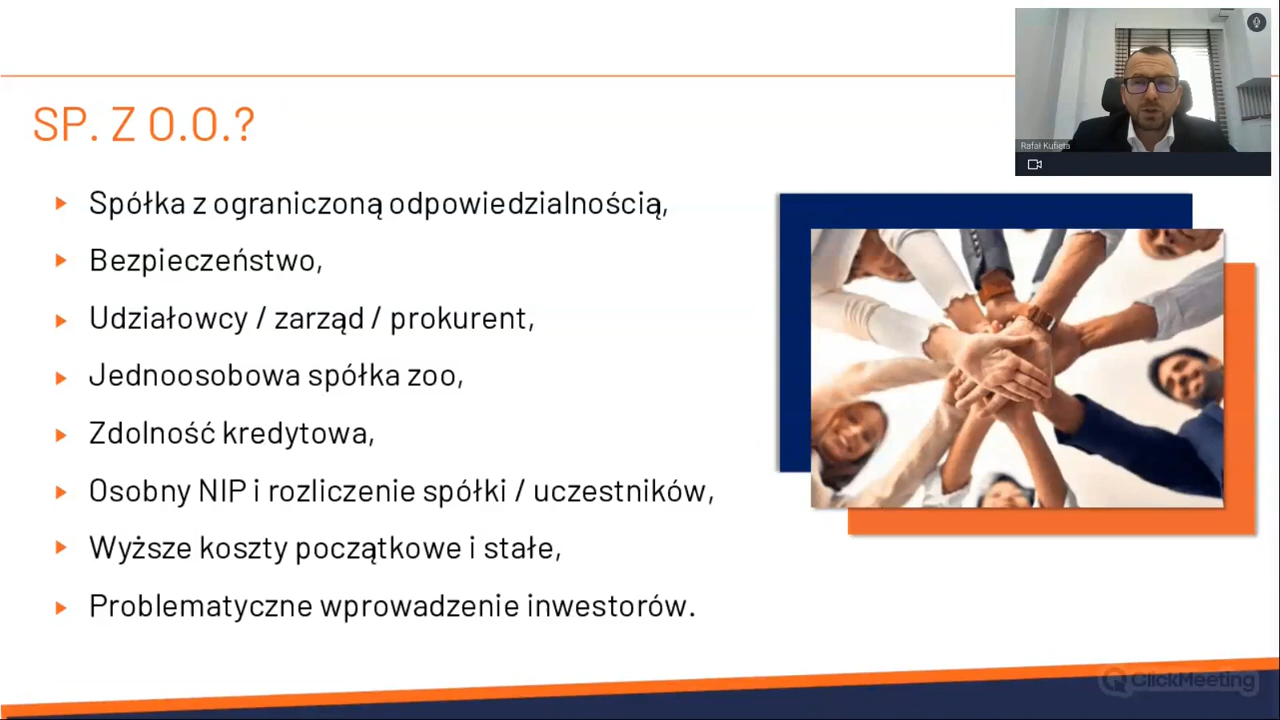 SP. Z O.O.?
Spółka z ograniczoną odpowiedzialnością,
Bezpieczeństwo,
Udziałowcy / zarząd / prokurent,
Jednoosobowa spółka zoo,
Zdolność kredytowa,
Osobny NIP i rozliczenie spółki / uczestników,
Wyższe koszty początkowe i stałe,
Problematyczne wprowadzenie inwestorów.
Rafał Kufieta
ClickMeeting